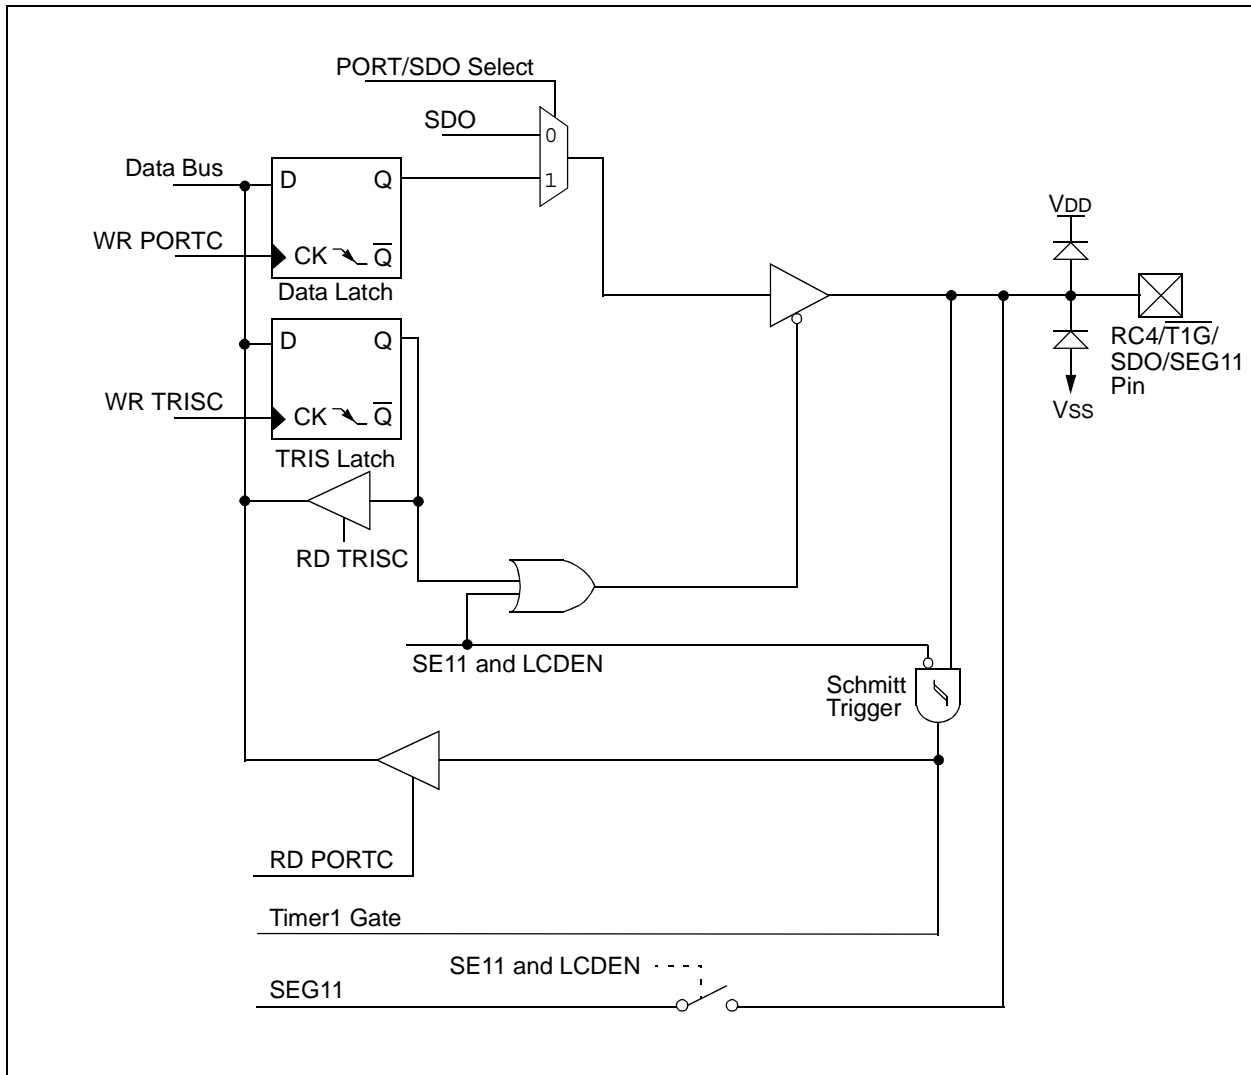 PORT/SDO Select
SDO
0
Data Bus
D
Q
1
VDD
WR PORTC
CK
Q̅
Data Latch
D
Q
RC4/T̅1̅G̅/
SDO/SEG11
Pin
WR TRISC
CK
Q̅
VSS
TRIS Latch
RD TRISC
SE11 and LCDEN
Schmitt
Trigger
RD PORTC
Timer1 Gate
SE11 and LCDEN
SEG11